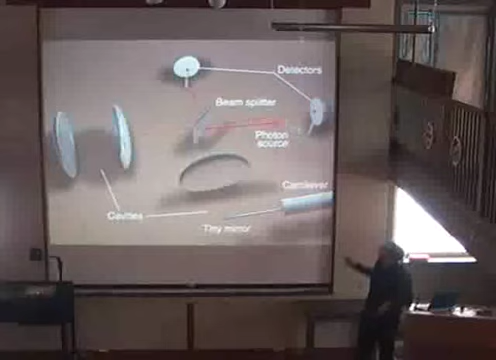 Detectors
Beam splitter
Photon
source
Cantilever
Cavities
Tiny mirror